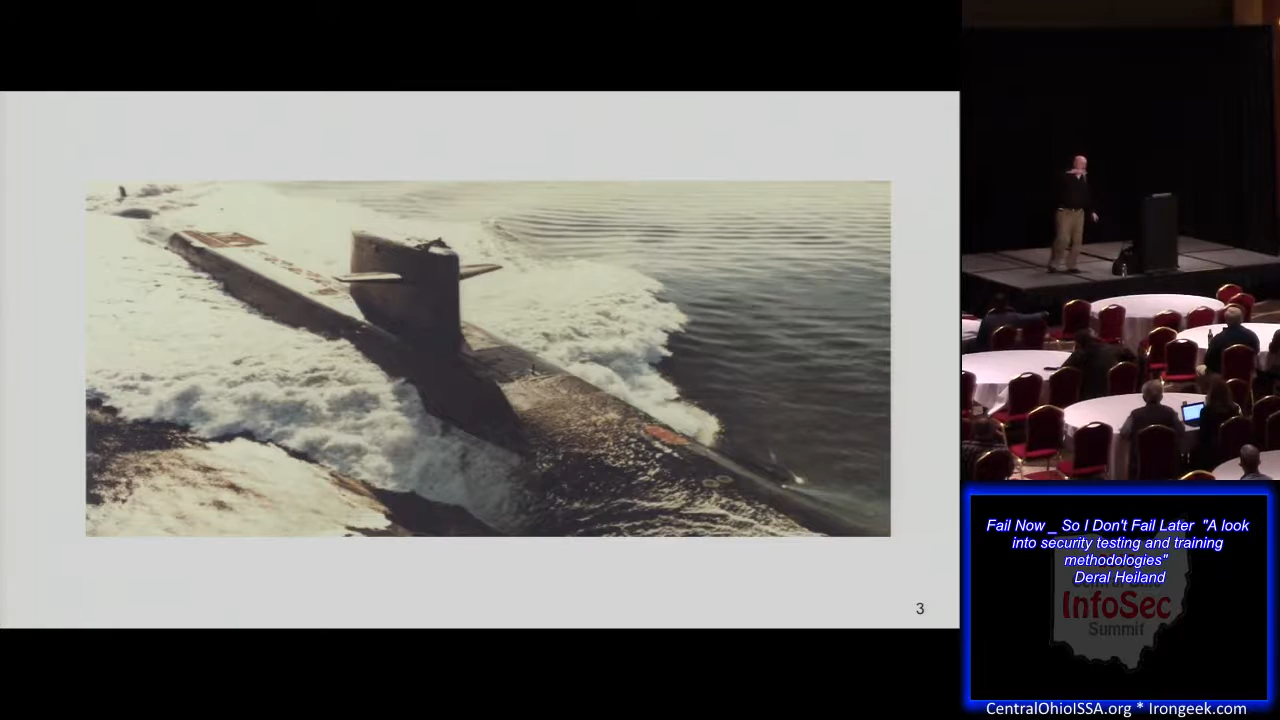 3
Fail Now _ So I Don't Fail Later "A look
into security testing and training
methodologies"
Deral Heiland
InfoSec
Summit
CentralOhioISSA.org * Irongeek.com